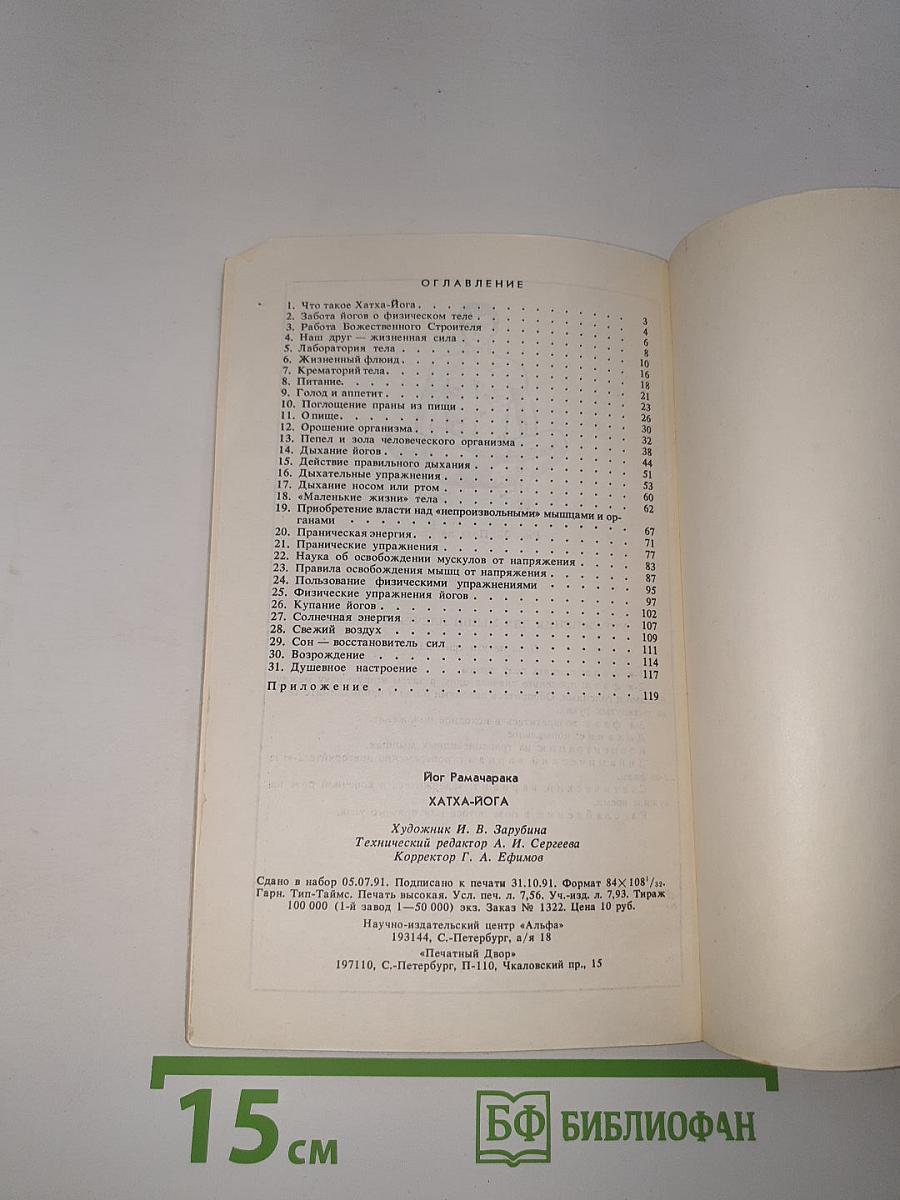 ОГЛАВЛЕНИЕ
1. Что такое Хатха-Йога . . . . . . . . . . 3
2. Забота йогов о физическом теле . . . . . . . . . . 4
3. Работа Божественного Строителя . . . . . . . . . . 6
4. Наш друг — жизненная сила . . . . . . . . . . 8
5. Лаборатория тела . . . . . . . . . . 10
6. Жизненный флюид . . . . . . . . . . 16
7. Крематорий тела . . . . . . . . . . 18
8. Питание . . . . . . . . . . 21
9. Голод и аппетит . . . . . . . . . . 23
10. Поглощение праны из пищи . . . . . . . . . . 26
11. О пище . . . . . . . . . . 30
12. Орошение организма . . . . . . . . . . 32
13. Пепел и зола человеческого организма . . . . . . . . . . 38
14. Дыхание йогов . . . . . . . . . . 44
15. Действие правильного дыхания . . . . . . . . . . 51
16. Дыхательные упражнения . . . . . . . . . . 53
17. Дыхание носом или ртом . . . . . . . . . . 60
18. «Маленькие жизни» тела . . . . . . . . . . 62
19. Приобретение власти над «непроизвольными» мышцами и ор-
ганами . . . . . . . . . . 67
20. Праническая энергия . . . . . . . . . . 71
21. Пранические упражнения . . . . . . . . . . 77
22. Наука об освобождении мускулов от напряжения . . . . . . . . . . 83
23. Правила освобождения мышц от напряжения . . . . . . . . . . 87
24. Пользование физическими упражнениями . . . . . . . . . . 95
25. Физические упражнения йогов . . . . . . . . . . 97
26. Купание йогов . . . . . . . . . . 102
27. Солнечная энергия . . . . . . . . . . 107
28. Свежий воздух . . . . . . . . . . 109
29. Сон — восстановитель сил . . . . . . . . . . 111
30. Возрождение . . . . . . . . . . 114
31. Душевное настроение . . . . . . . . . . 117
Приложение . . . . . . . . . . 119
Йог Рамачарака
ХАТХА-ЙОГА
Художник И. В. Зарубина
Технический редактор А. И. Сергеева
Корректор Г. А. Ефимов
Сдано в набор 05.07.91. Подписано к печати 31.10.91. Формат 84×108¹/₃₂.
Гарн. Тип-Таймс. Печать высокая. Усл. печ. л. 7,56. Уч.-изд. л. 7,93. Тираж
100 000 (1-й завод 1—50 000) экз. Заказ № 1322. Цена 10 руб.
Научно-издательский центр «Альфа»
193144, С.-Петербург, а/я 18
«Печатный Двор»
197110, С.-Петербург, П-110, Чкаловский пр., 15
15 см
БФ БИБЛИОФАН